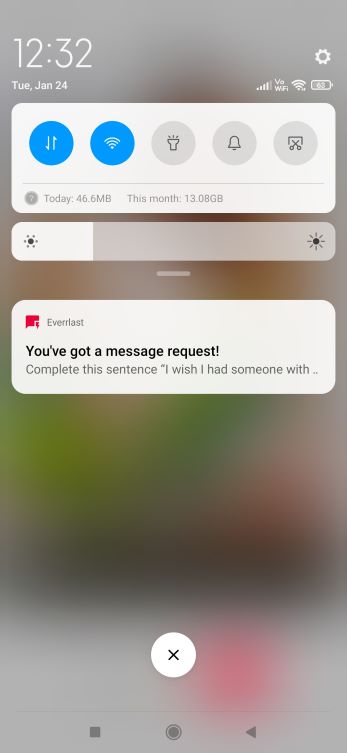 12:32
Tue, Jan 24
Vo
WiFi
63
Today: 46.6MB This month: 13.08GB
Everrlast
You've got a message request!
Complete this sentence “I wish I had someone with ..